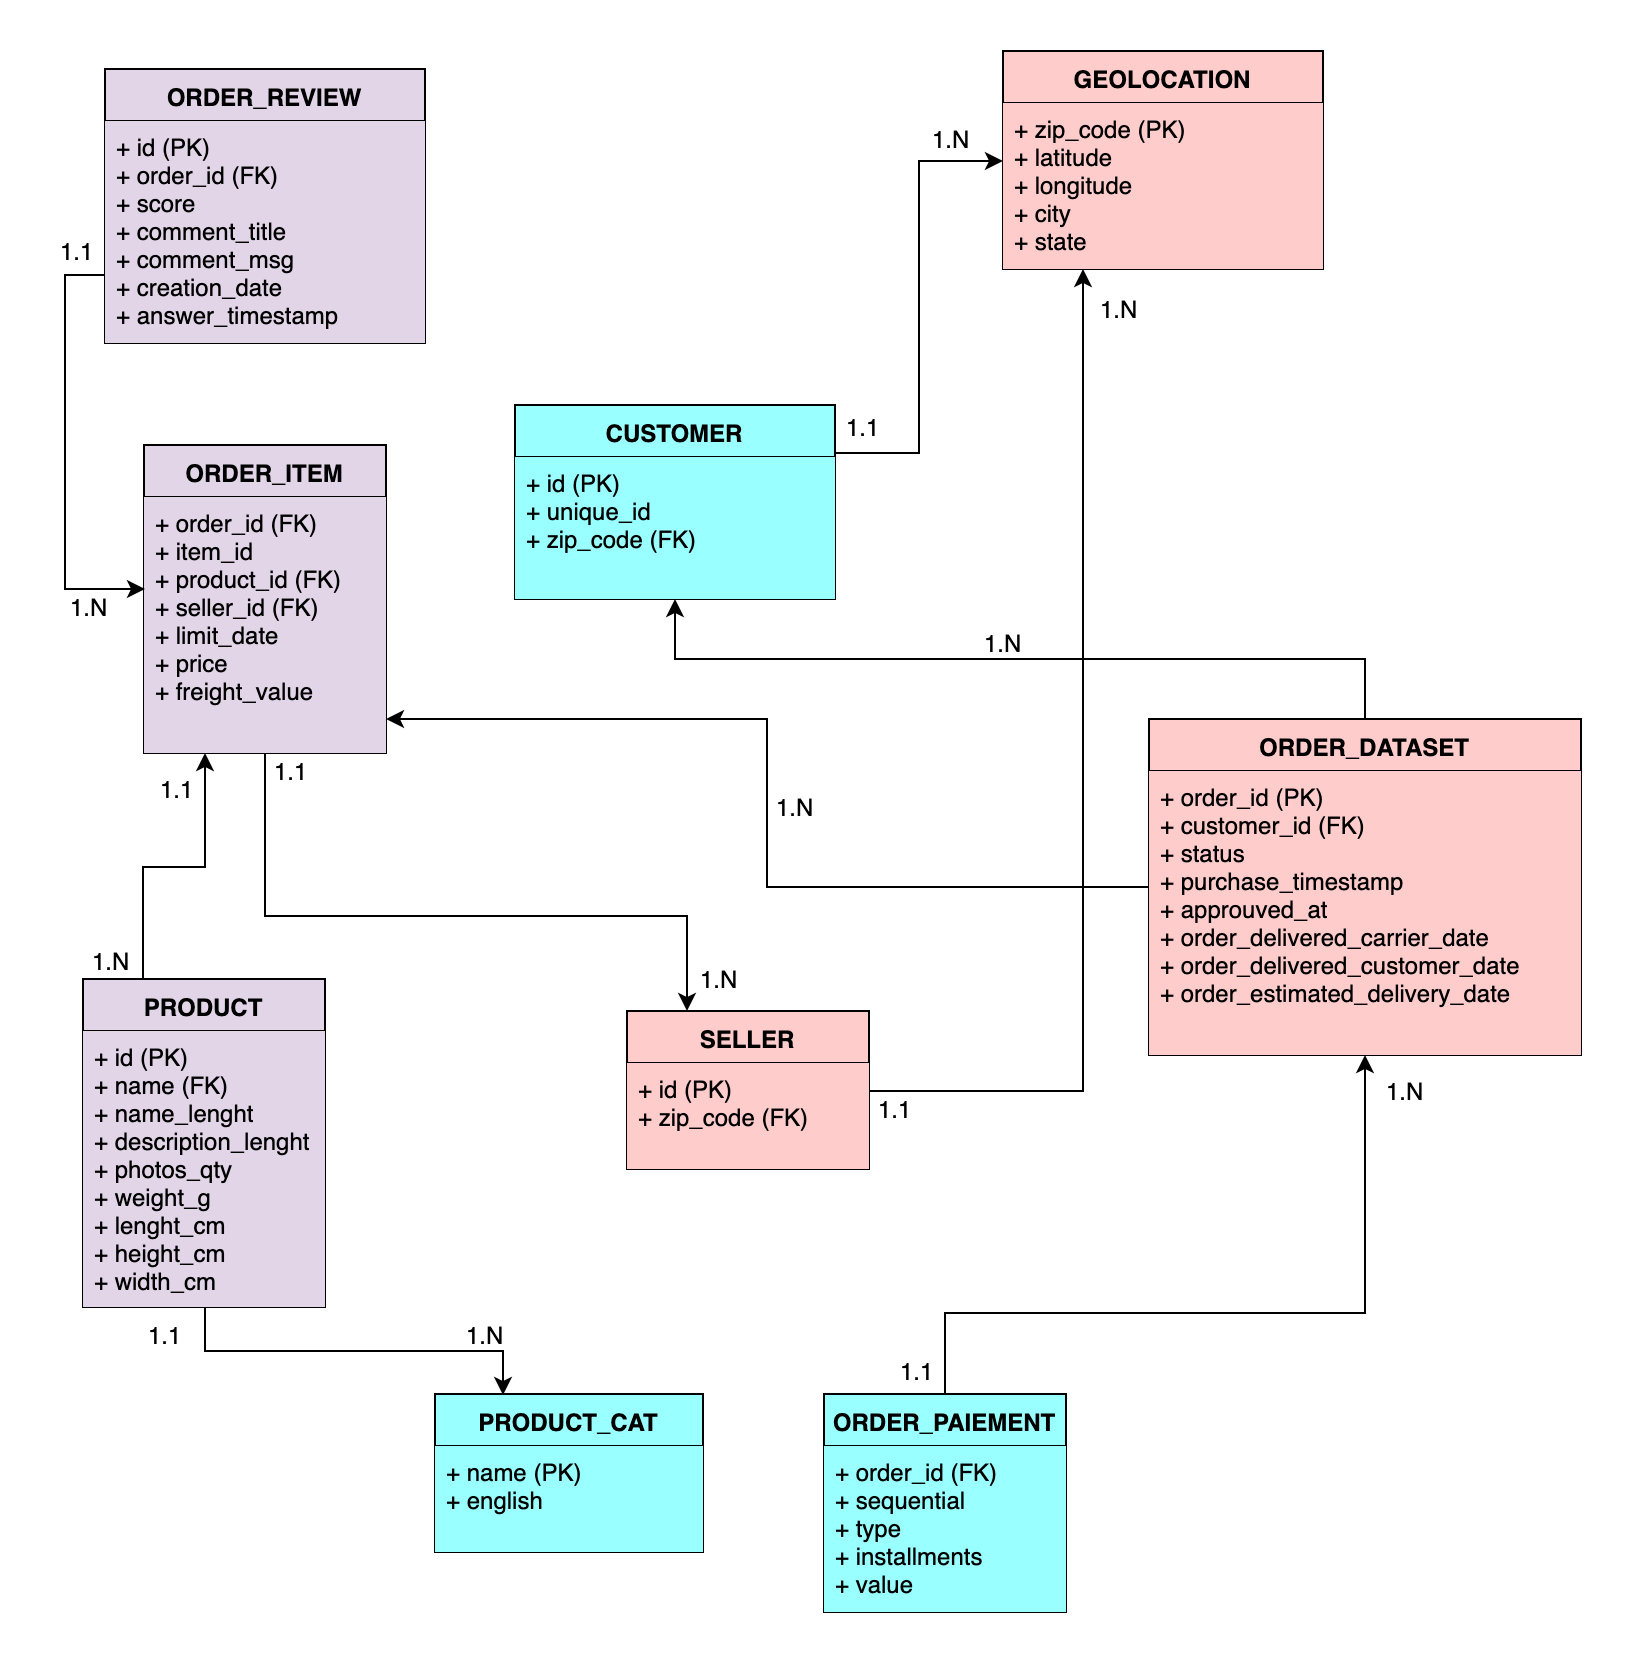 ORDER_REVIEW
+ id (PK)
+ order_id (FK)
+ score
+ comment_title
+ comment_msg
+ creation_date
+ answer_timestamp
1.1
1.N
GEOLOCATION
+ zip_code (PK)
+ latitude
+ longitude
+ city
+ state
1.N
1.N
CUSTOMER
+ id (PK)
+ unique_id
+ zip_code (FK)
1.1
1.N
ORDER_ITEM
+ order_id (FK)
+ item_id
+ product_id (FK)
+ seller_id (FK)
+ limit_date
+ price
+ freight_value
1.1
1.1
1.N
ORDER_DATASET
+ order_id (PK)
+ customer_id (FK)
+ status
+ purchase_timestamp
+ approuved_at
+ order_delivered_carrier_date
+ order_delivered_customer_date
+ order_estimated_delivery_date
1.N
1.N
PRODUCT
+ id (PK)
+ name (FK)
+ name_lenght
+ description_lenght
+ photos_qty
+ weight_g
+ lenght_cm
+ height_cm
+ width_cm
1.N
SELLER
+ id (PK)
+ zip_code (FK)
1.1
1.1
1.N
PRODUCT_CAT
+ name (PK)
+ english
1.1
ORDER_PAIEMENT
+ order_id (FK)
+ sequential
+ type
+ installments
+ value